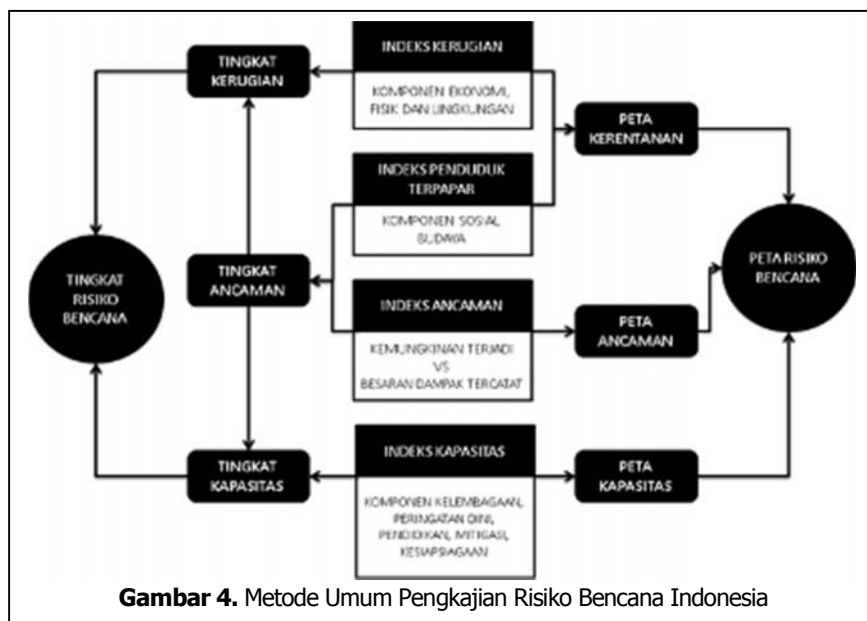 INDEKS KERUGIAN
KOMPONEN EKONOMI,
FISIK DAN LINGKUNGAN
TINGKAT
KERUGIAN
PETA
KERENTANAN
INDEKS PENDUDUK
TERPAPAR
KOMPONEN SOSIAL
BUDAYA
TINGKAT
RISIKO
BENCANA
TINGKAT
ANCAMAN
PETA RISIKO
BENCANA
INDEKS ANCAMAN
KEMUNGKINAN TERJADI
VS
BESARAN DAMPAK TERCATAT
PETA
ANCAMAN
INDEKS KAPASITAS
KOMPONEN KELEMBAGAAN,
PERINGATAN DINI,
PENDIDIKAN, MITIGASI,
KESIAPSIAGAAN
TINGKAT
KAPASITAS
PETA
KAPASITAS
Gambar 4. Metode Umum Pengkajian Risiko Bencana Indonesia